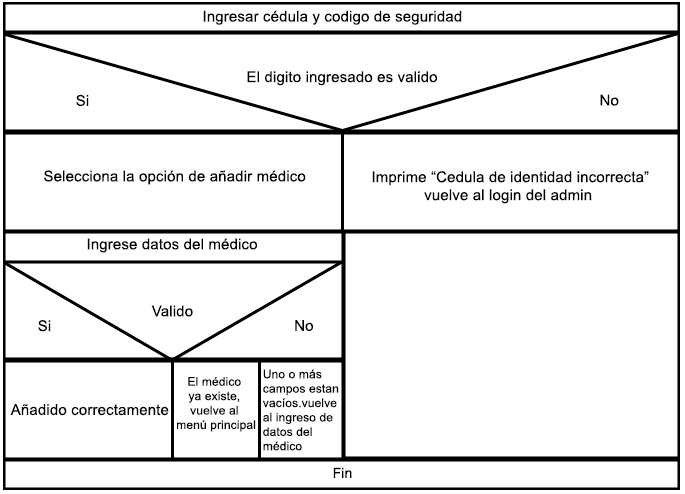 Ingresar cédula y codigo de seguridad
El digito ingresado es valido
Si
No
Selecciona la opción de añadir médico
Imprime “Cedula de identidad incorrecta”
vuelve al login del admin
Ingrese datos del médico
Valido
Si
No
Añadido correctamente
El médico
ya existe,
vuelve al
menú principal
Uno o más
campos estan
vacíos.vuelve
al ingreso de
datos del
médico
Fin